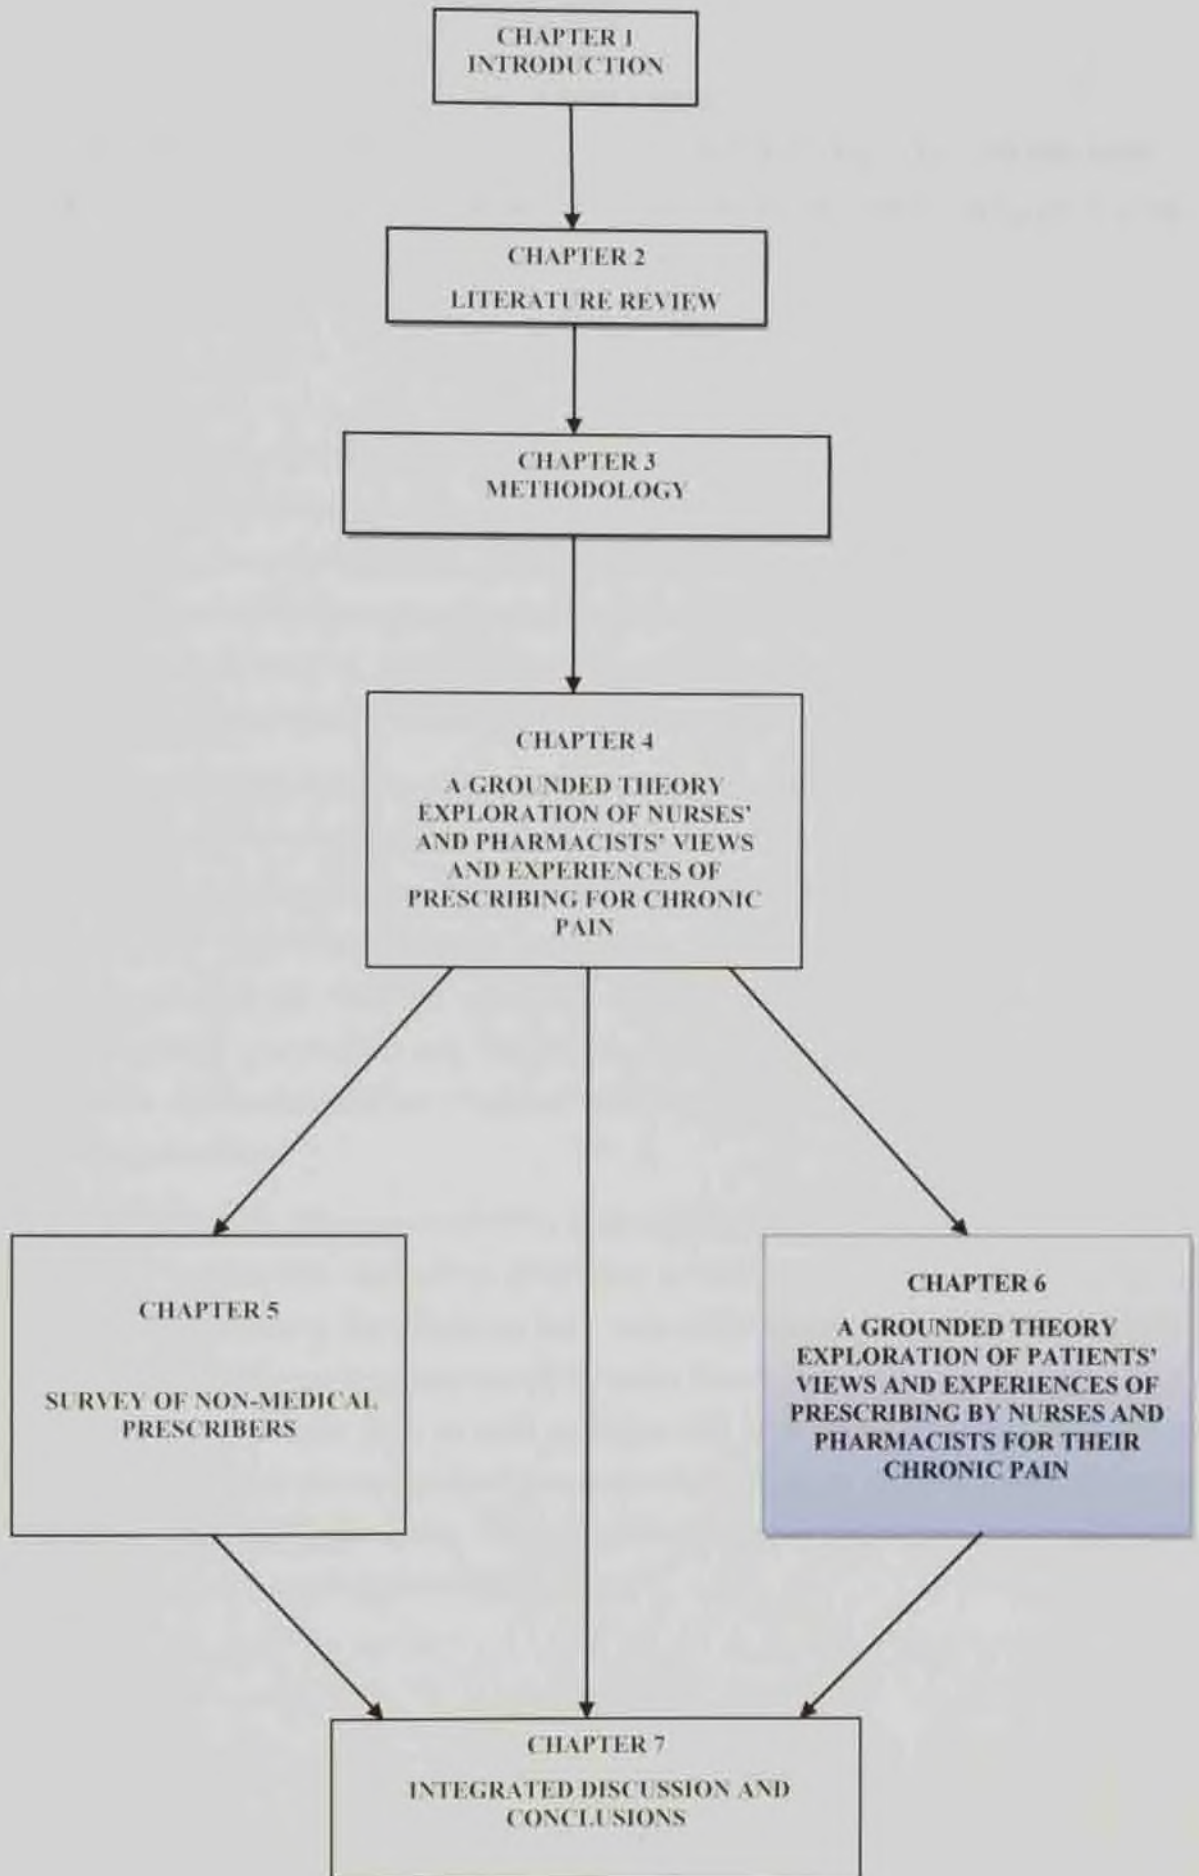 CHAPTER 1
INTRODUCTION
CHAPTER 2
LITERATURE REVIEW
CHAPTER 3
METHODOLOGY
CHAPTER 4
A GROUNDED THEORY
EXPLORATION OF NURSES'
AND PHARMACISTS' VIEWS
AND EXPERIENCES OF
PRESCRIBING FOR CHRONIC
PAIN
CHAPTER 5
SURVEY OF NON-MEDICAL
PRESCRIBERS
CHAPTER 6
A GROUNDED THEORY
EXPLORATION OF PATIENTS'
VIEWS AND EXPERIENCES OF
PRESCRIBING BY NURSES AND
PHARMACISTS FOR THEIR
CHRONIC PAIN
CHAPTER 7
INTEGRATED DISCUSSION AND
CONCLUSIONS